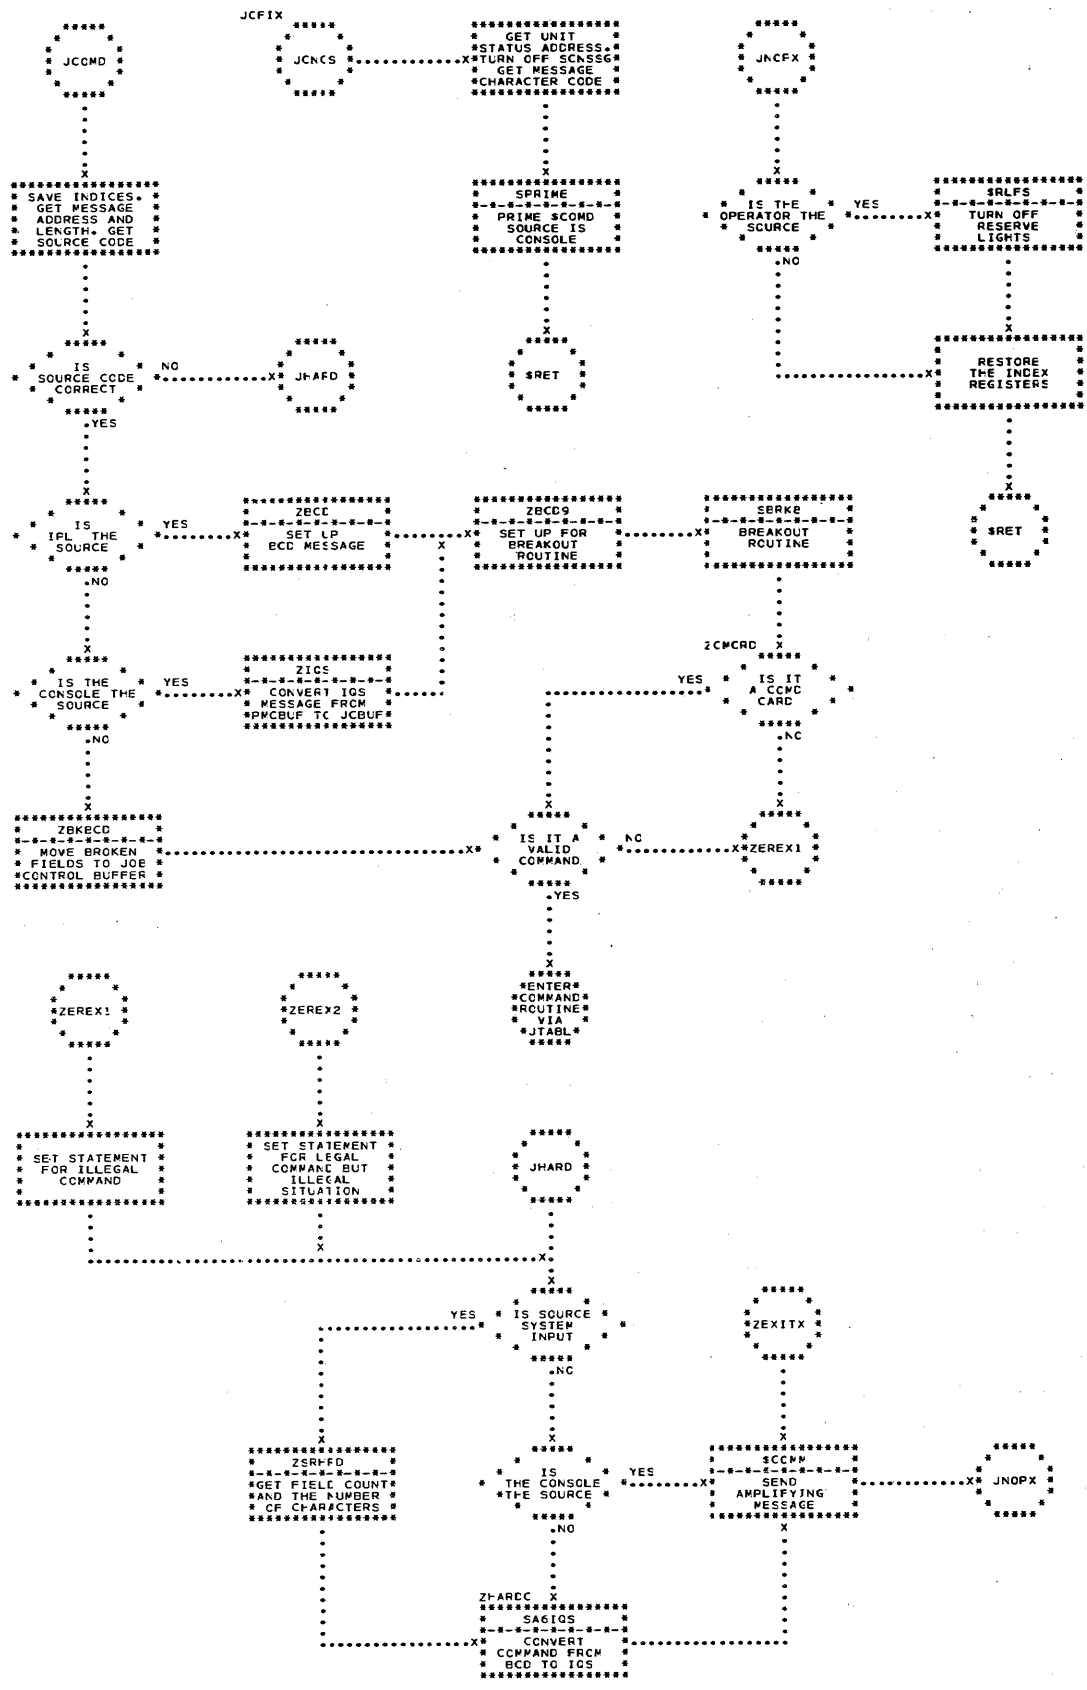 JCFIX
JCOMD
JCNCS
GET UNIT
STATUS ADDRESS.
TURN OFF SCNSSG
GET MESSAGE
CHARACTER CODE
JNCFX
SAVE INDICES.
GET MESSAGE
ADDRESS AND
LENGTH. GET
SOURCE CODE
SPRIME
PRIME $COMD
SOURCE IS
CONSOLE
IS THE
OPERATOR THE
SOURCE
YES
NO
$RLFS
TURN OFF
RESERVE
LIGHTS
IS
SOURCE CODE
CORRECT
NO
YES
JHARD
$RET
RESTORE
THE INDEX
REGISTERS
IS
IPL THE
SOURCE
YES
NO
ZBCD
SET UP
BCD MESSAGE
ZBCD9
SET UP FOR
BREAKOUT
ROUTINE
SBRK8
BREAKOUT
ROUTINE
$RET
IS THE
CONSOLE THE
SOURCE
YES
NO
ZICS
CONVERT IQS
MESSAGE FROM
PMCBUF TO JCBUF
ZCMCRD
IS IT
A COMD
CARD
YES
NO
ZBKBCD
MOVE BROKEN
FIELDS TO JOB
CONTROL BUFFER
IS IT A
VALID
COMMAND
NO
YES
ZEREX1
ZEREX1
ZEREX2
ENTER
COMMAND
ROUTINE
VIA
JTABL
SET STATEMENT
FOR ILLEGAL
COMMAND
SET STATEMENT
FOR LEGAL
COMMAND BUT
ILLEGAL
SITUATION
JHARD
IS SOURCE
SYSTEM
INPUT
YES
NO
ZEXITX
ZSRHRD
GET FIELD COUNT
AND THE NUMBER
OF CHARACTERS
IS
THE CONSOLE
THE SOURCE
YES
NO
$COMM
SEND
AMPLIFYING
MESSAGE
JNOPX
ZHARDC
SA6IQS
CONVERT
COMMAND FROM
BCD TO IQS